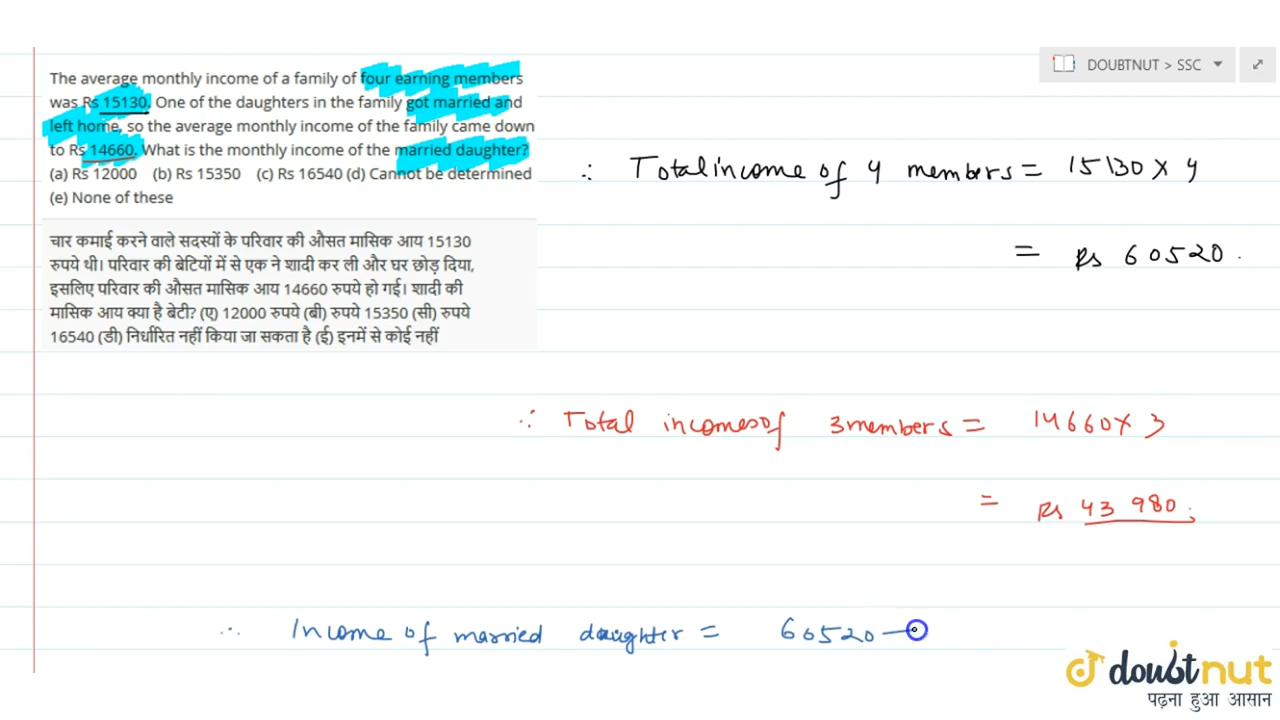 DOUBTNUT > SSC
The average monthly income of a family of four earning members
was Rs 15130. One of the daughters in the family got married and
left home, so the average monthly income of the family came down
to Rs 14660. What is the monthly income of the married daughter?
(a) Rs 12000 (b) Rs 15350 (c) Rs 16540 (d) Cannot be determined
(e) None of these
चार कमाई करने वाले सदस्यों के परिवार की औसत मासिक आय 15130
रुपये थी। परिवार की बेटियों में से एक ने शादी कर ली और घर छोड़ दिया,
इसलिए परिवार की औसत मासिक आय 14660 रुपये हो गई। शादी की
मासिक आय क्या है बेटी? (ए) 12000 रुपये (बी) रुपये 15350 (सी) रुपये
16540 (डी) निर्धारित नहीं किया जा सकता है (ई) इनमें से कोई नहीं
∴ Total income of 4 members = 15130 × 4
= Rs 60520.
∵ Total incomes of 3 members = 14660 × 3
= Rs 43980.
∴ Income of married daughter = 60520 –
doubtnut
पढ़ना हुआ आसान